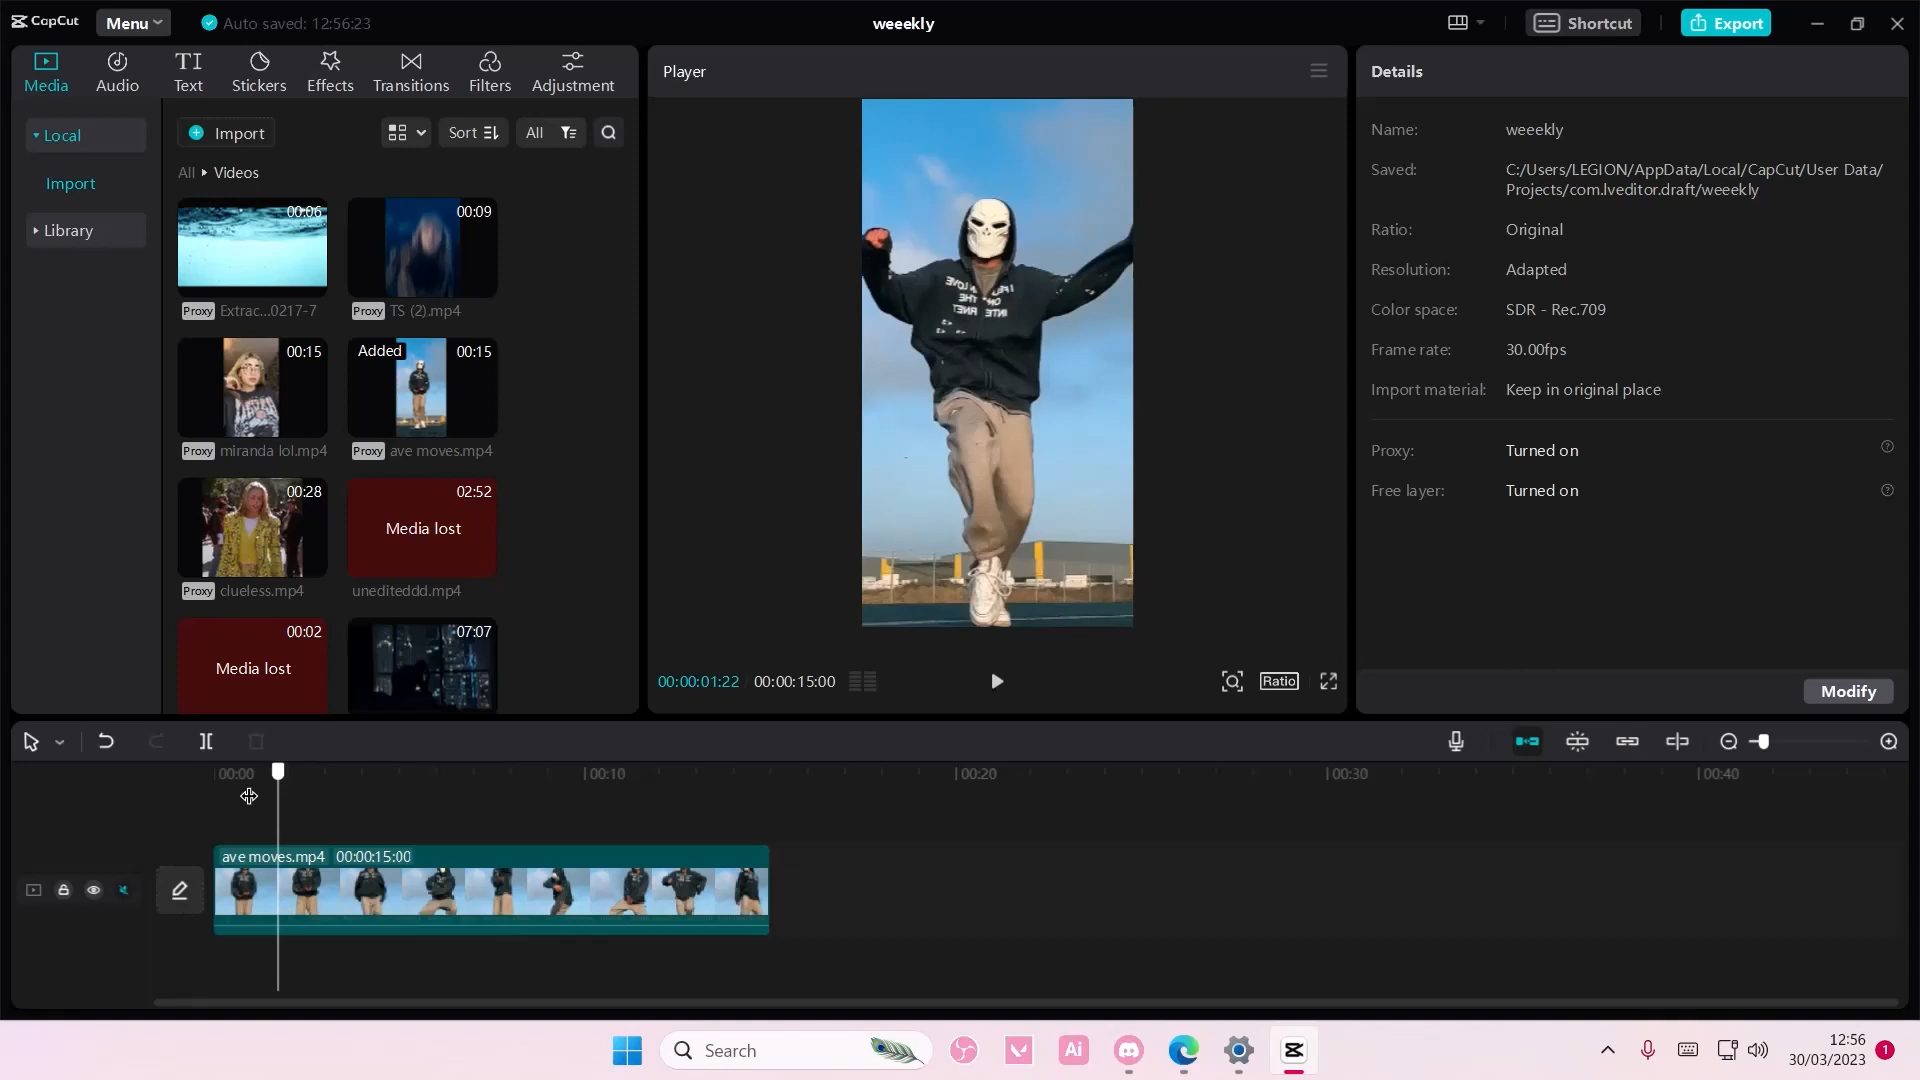 CapCut Menu Auto saved: 12:56:23 weeekly Shortcut Export
Media Audio Text Stickers Effects Transitions Filters Adjustment
Local
Import
Library
Import Sort All
All Videos
00:06
Proxy Extrac...0217-7
00:09
Proxy TS (2).mp4
00:15
Proxy miranda lol.mp4
Added 00:15
Proxy ave moves.mp4
00:28
Proxy clueless.mp4
02:52
Media lost
unediteddd.mp4
00:02
Media lost
07:07
Player
00:00:01:22 00:00:15:00 Ratio
Details
Name: weeekly
Saved: C:/Users/LEGION/AppData/Local/CapCut/User Data/
Projects/com.lveditor.draft/weeekly
Ratio: Original
Resolution: Adapted
Color space: SDR - Rec.709
Frame rate: 30.00fps
Import material: Keep in original place
Proxy: Turned on
Free layer: Turned on
Modify
00:00 00:10 00:20 00:30 00:40
ave moves.mp4 00:00:15:00
Search
Ai
12:56
30/03/2023
1